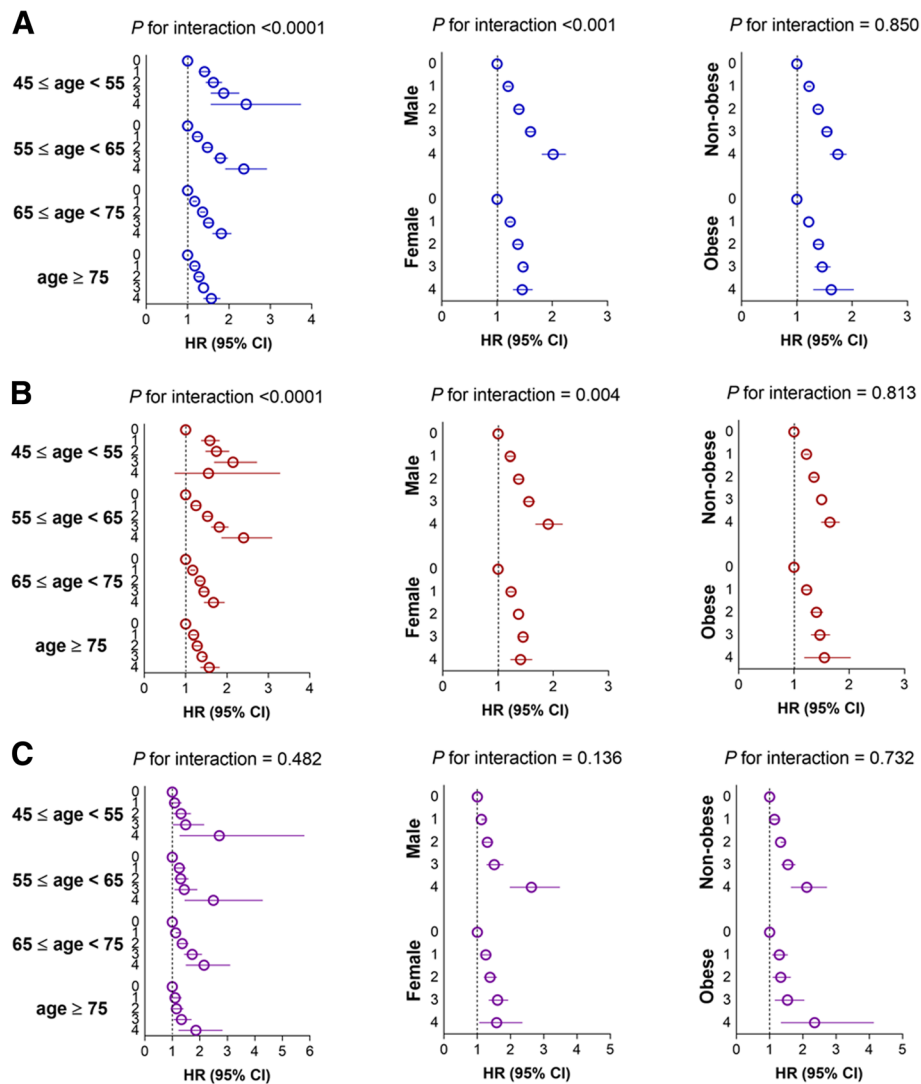 A
P for interaction <0.0001
45 ≤ age < 55
0
1
2
3
4
55 ≤ age < 65
0
1
2
3
4
65 ≤ age < 75
0
1
2
3
4
age ≥ 75
0
1
2
3
4
0 1 2 3 4
HR (95% CI)
P for interaction <0.001
Male
0
1
2
3
4
Female
0
1
2
3
4
0 1 2 3
HR (95% CI)
P for interaction = 0.850
Non-obese
0
1
2
3
4
Obese
0
1
2
3
4
0 1 2 3
HR (95% CI)
B
P for interaction <0.0001
45 ≤ age < 55
0
1
2
3
4
55 ≤ age < 65
0
1
2
3
4
65 ≤ age < 75
0
1
2
3
4
age ≥ 75
0
1
2
3
4
0 1 2 3 4
HR (95% CI)
P for interaction = 0.004
Male
0
1
2
3
4
Female
0
1
2
3
4
0 1 2 3
HR (95% CI)
P for interaction = 0.813
Non-obese
0
1
2
3
4
Obese
0
1
2
3
4
0 1 2 3
HR (95% CI)
C
P for interaction = 0.482
45 ≤ age < 55
0
1
2
3
4
55 ≤ age < 65
0
1
2
3
4
65 ≤ age < 75
0
1
2
3
4
age ≥ 75
0
1
2
3
4
0 1 2 3 4 5 6
HR (95% CI)
P for interaction = 0.136
Male
0
1
2
3
4
Female
0
1
2
3
4
0 1 2 3 4 5
HR (95% CI)
P for interaction = 0.732
Non-obese
0
1
2
3
4
Obese
0
1
2
3
4
0 1 2 3 4 5
HR (95% CI)